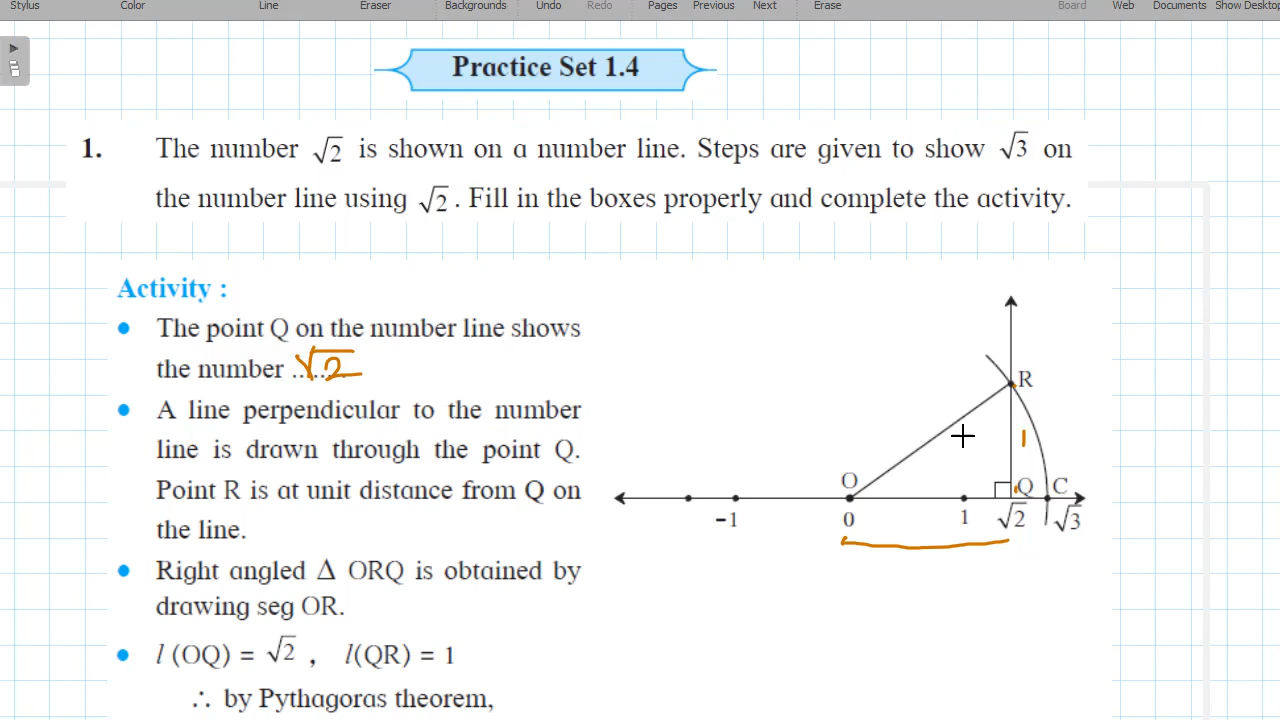 Stylus Color Line Eraser Backgrounds Undo Redo Pages Previous Next Erase Board Web Documents Show Desktop
Practice Set 1.4
1. The number √2 is shown on a number line. Steps are given to show √3 on
the number line using √2. Fill in the boxes properly and complete the activity.
Activity :
• The point Q on the number line shows
the number ...√2...
• A line perpendicular to the number
line is drawn through the point Q.
Point R is at unit distance from Q on
the line.
• Right angled Δ ORQ is obtained by
drawing seg OR.
• l (OQ) = √2 , l(QR) = 1
∴ by Pythagoras theorem,
R
1
O Q C
-1 0 1 √2 √3